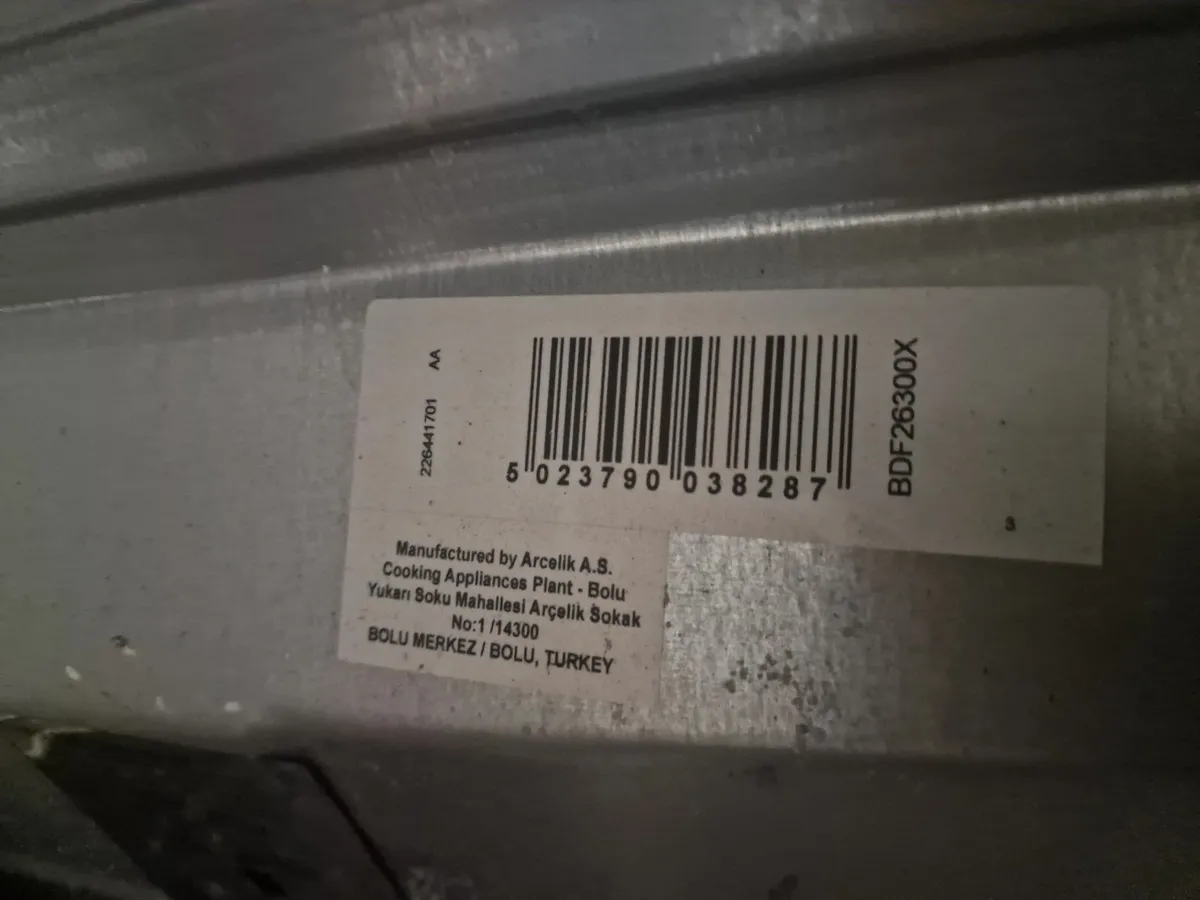 226441701 AA
5 023790 038287
BDF26300X
3
Manufactured by Arcelik A.S.
Cooking Appliances Plant - Bolu
Yukarı Soku Mahallesi Arçelik Sokak
No:1 /14300
BOLU MERKEZ / BOLU, TURKEY